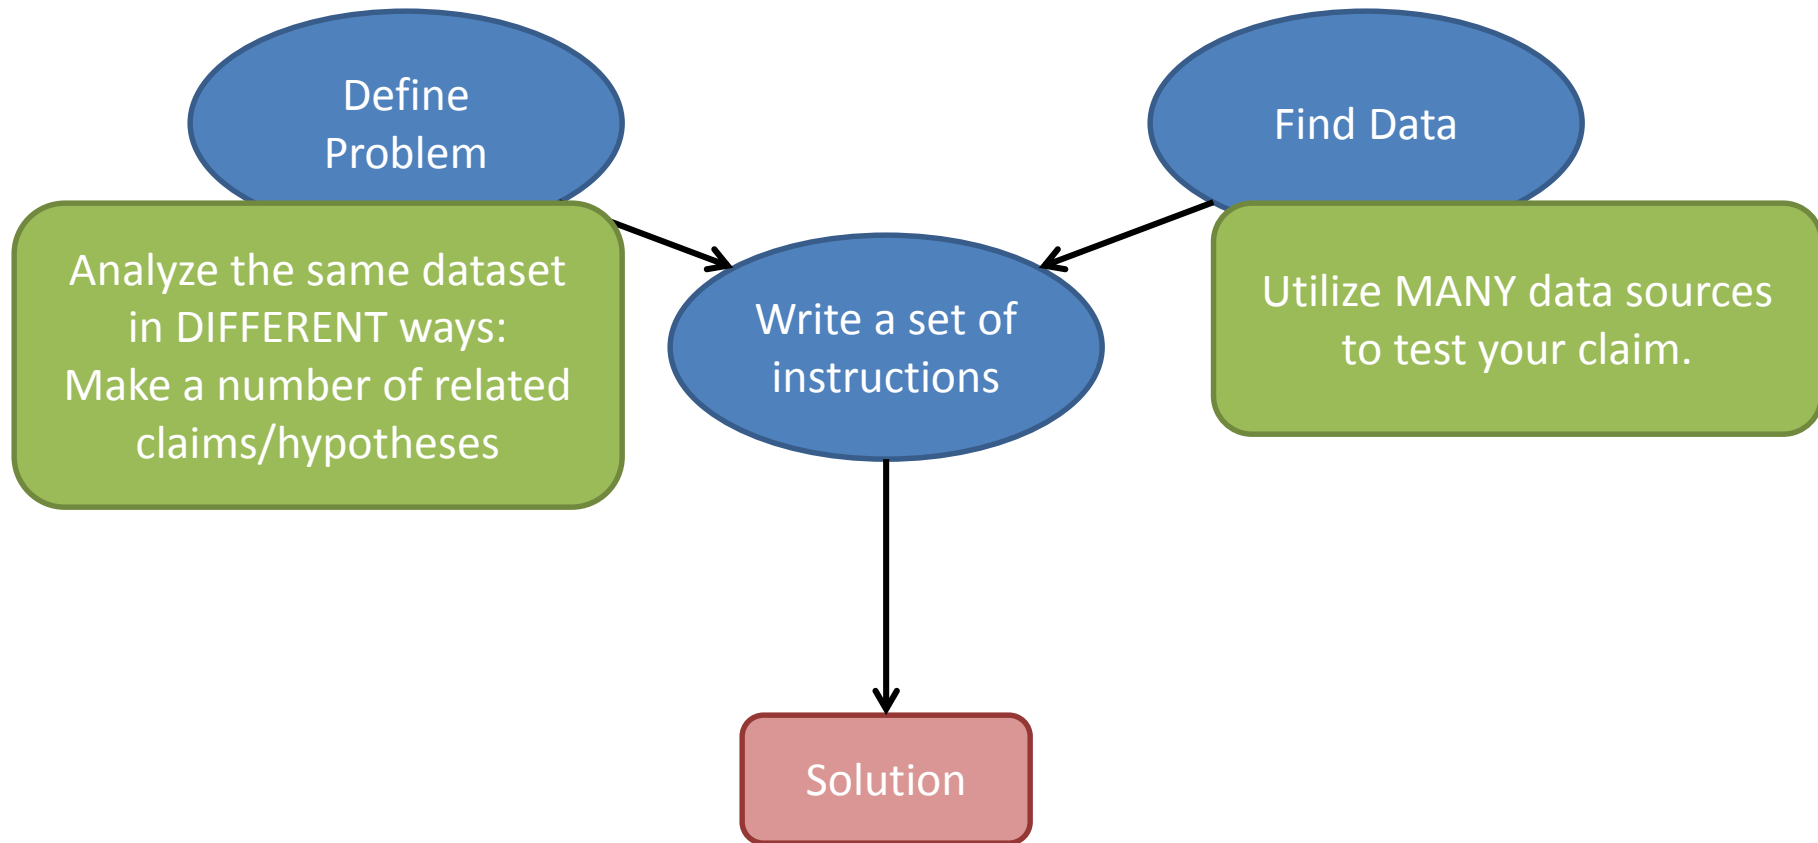 Define
Problem
Find Data
Analyze the same dataset
in DIFFERENT ways:
Make a number of related
claims/hypotheses
Utilize MANY data sources
to test your claim.
Write a set of
instructions
Solution